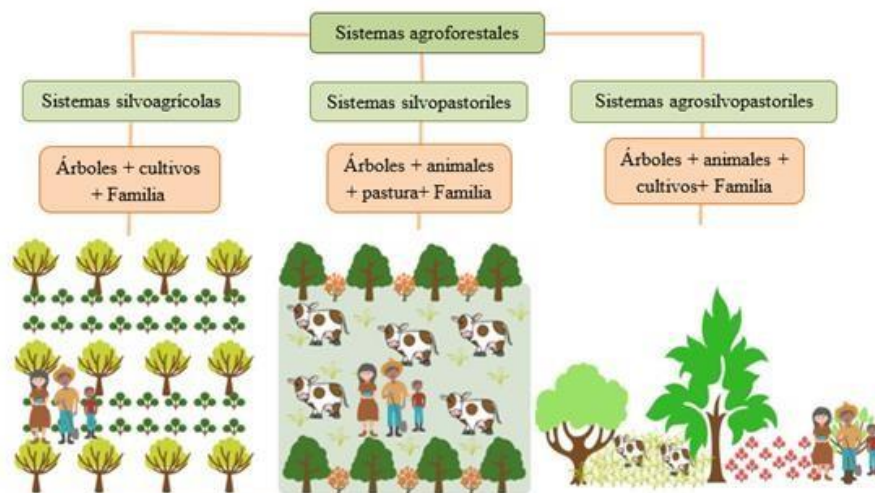 Sistemas agroforestales
Sistemas silvoagrícolas
Sistemas silvopastoriles
Sistemas agrosilvopastoriles
Árboles + cultivos
+ Familia
Árboles + animales
+ pastura+ Familia
Árboles + animales +
cultivos+ Familia